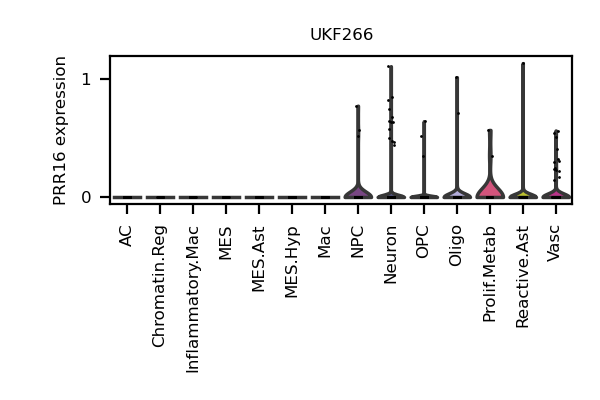 UKF266
PRR16 expression
1
0
AC
Chromatin.Reg
Inflammatory.Mac
MES
MES.Ast
MES.Hyp
Mac
NPC
Neuron
OPC
Oligo
Prolif.Metab
Reactive.Ast
Vasc